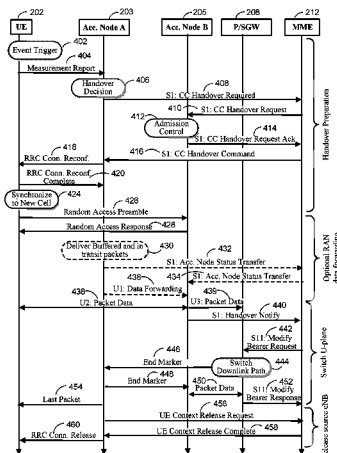 202
203
205
208
212
UE
Acc. Node A
Acc. Node B
P/SGW
MME
402
Event Trigger
404
Measurement Report
Handover Decision
406
408
S1: CC Handover Required
410
S1: CC Handover Request
412
Admission Control
414
S1: CC Handover Request Ack
416
S1: CC Handover Command
418
RRC Conn. Reconf.
RRC Conn. Reconf. Complete
420
Synchronize to New Cell
424
Handover Preparation
428
Random Access Preamble
Random Access Response
426
Deliver Buffered and in transit packets
430
432
S1: Acc. Node Status Transfer
434
S1: Acc. Node Status Transfer
436
U1: Data Forwarding
Optional RAN
data forwarding
438
U2: Packet Data
439
U3: Packet Data
440
S1: Handover Notify
442
S11: Modify Bearer Request
Switch Downlink Path
444
446
End Marker
448
End Marker
450
Packet Data
452
S11: Modify Bearer Response
454
Last Packet
Switch U-plane
456
UE Context Release Request
458
UE Context Release Complete
460
RRC Conn. Release
source eNB